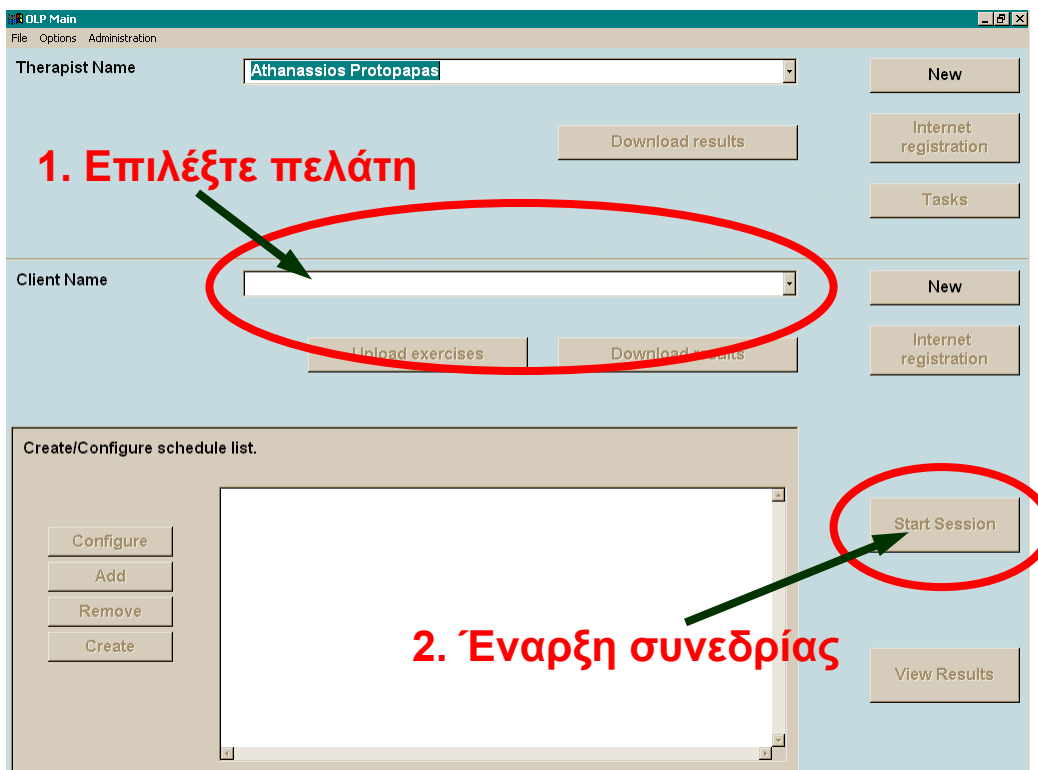 OLP Main
File Options Administration
Therapist Name
Athanassios Protopapas
New
Download results
Internet
registration
1. Επιλέξτε πελάτη
Tasks
Client Name
New
Upload exercises
Download results
Internet
registration
Create/Configure schedule list.
Start Session
Configure
Add
Remove
Create
2. Έναρξη συνεδρίας
View Results